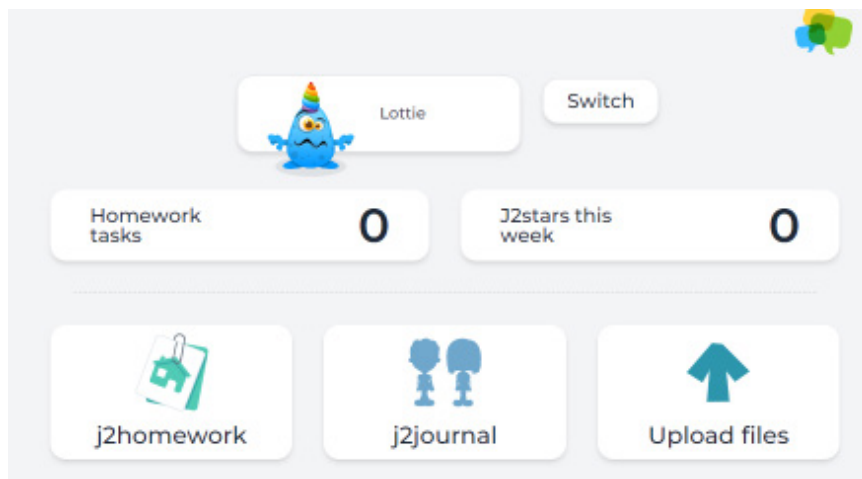 Lottie
Switch
Homework
tasks
0
J2stars this
week
0
j2homework
j2journal
Upload files